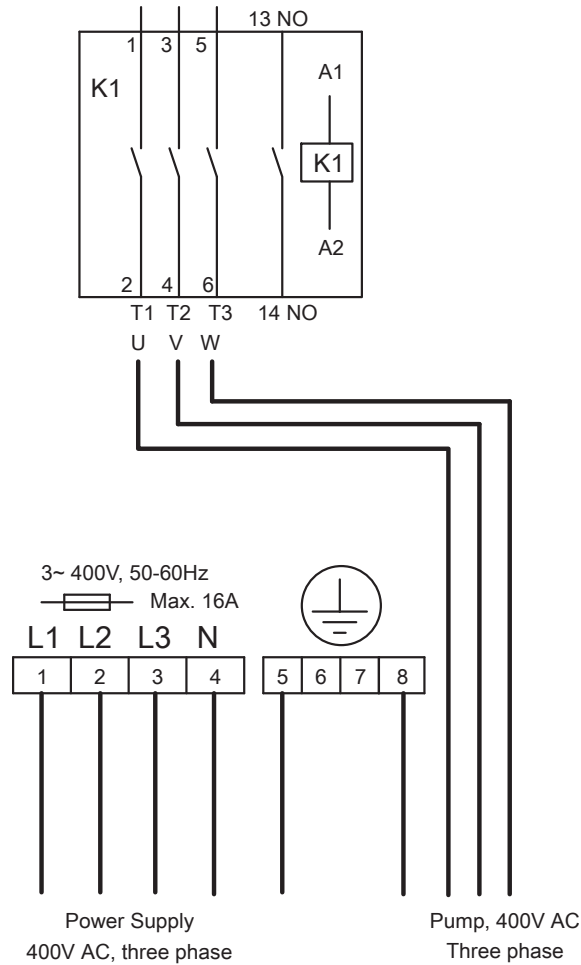 13 NO
1 3 5
A1
K1
K1
A2
2 4 6
T1 T2 T3 14 NO
U V W
3~ 400V, 50-60Hz
Max. 16A
L1 L2 L3 N
1 2 3 4 5 6 7 8
Power Supply
400V AC, three phase
Pump, 400V AC
Three phase